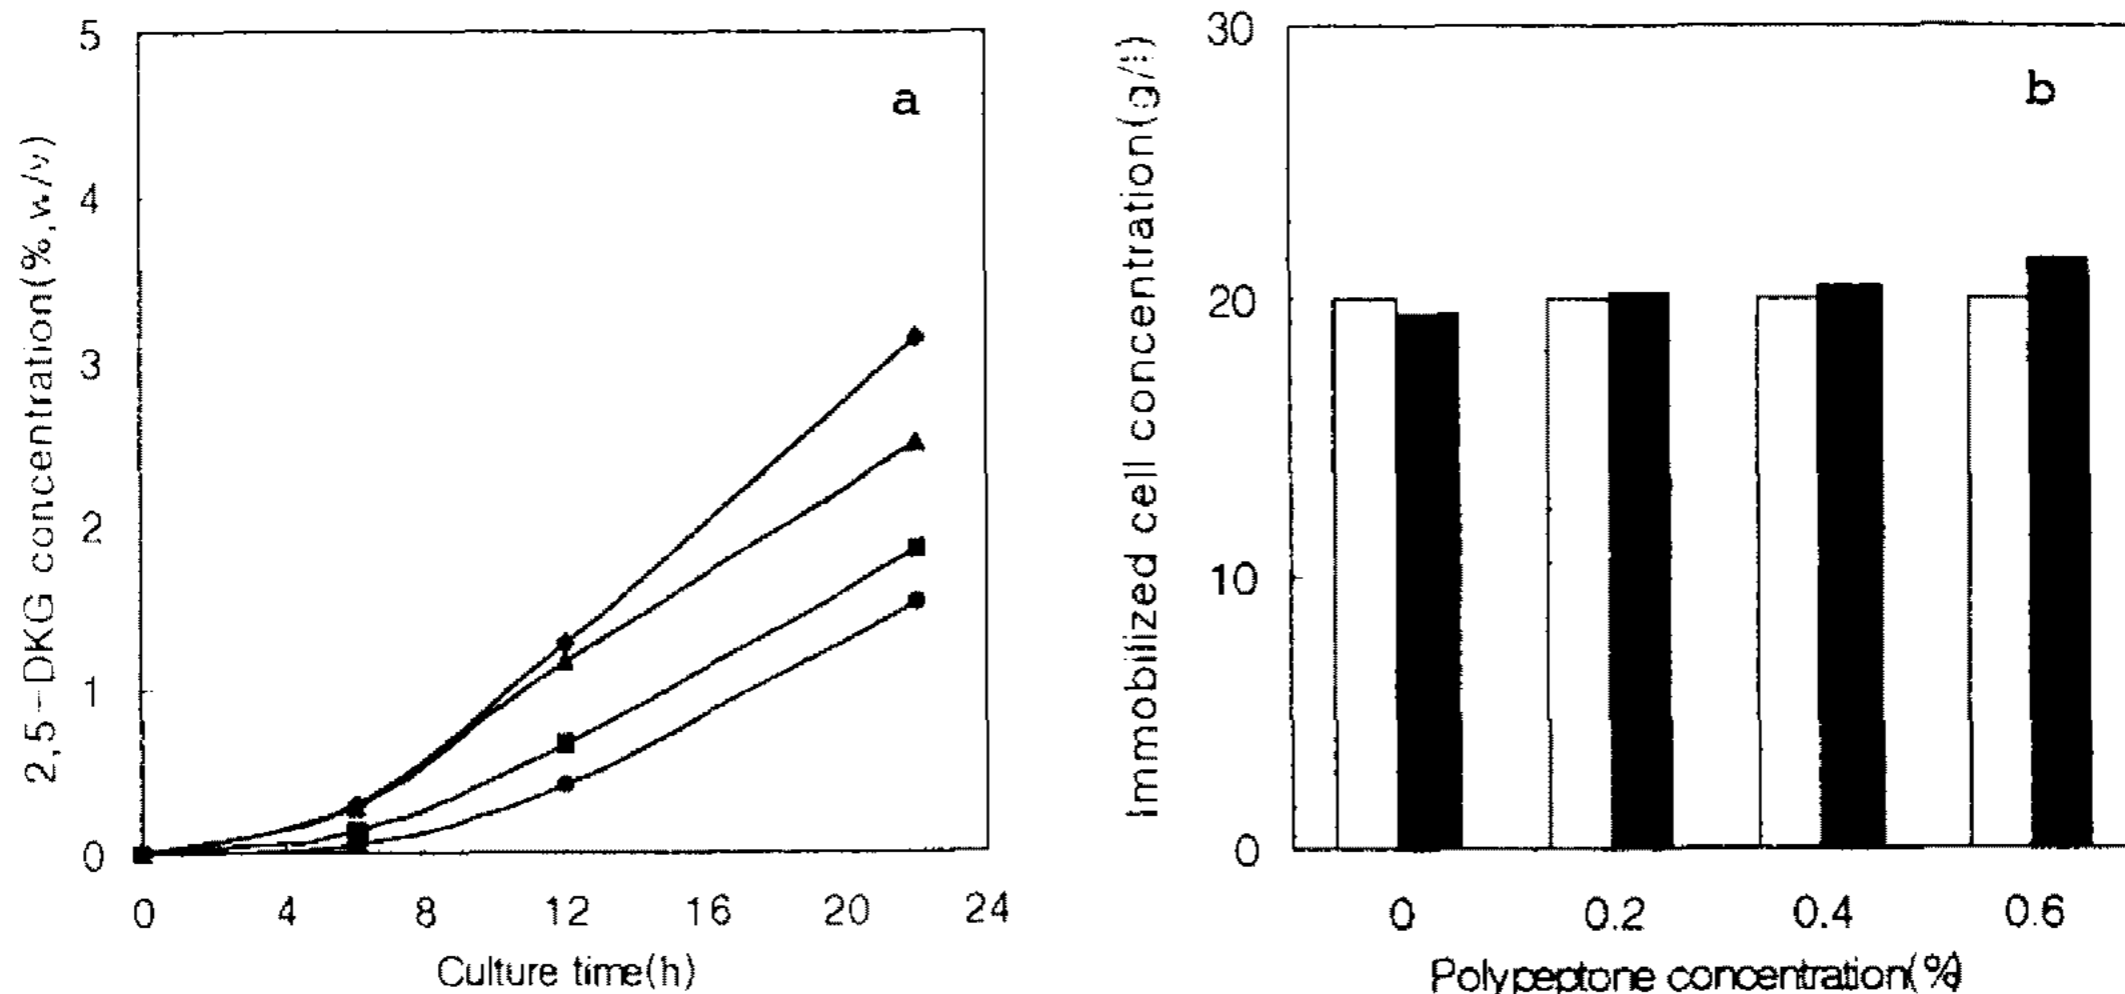 a
2,5-DKG concentration(%,w/v)
5
4
3
2
1
0
0 4 8 12 16 20 24
Culture time(h)
b
Immobilized cell concentration(g/l)
30
20
10
0
0 0.2 0.4 0.6
Polypeptone concentration(%)